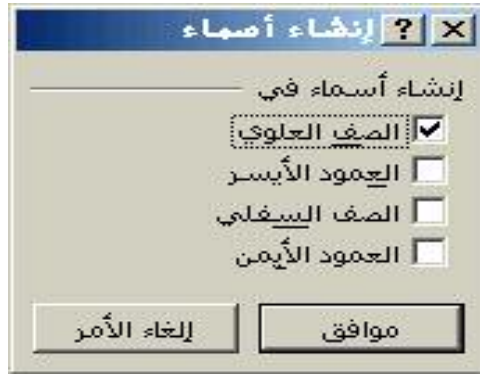 إنشاء أسماء ?
إنشاء أسماء في
الصف العلوي
العمود الأيسر
الصف السفلي
العمود الأيمن
موافق
إلغاء الأمر